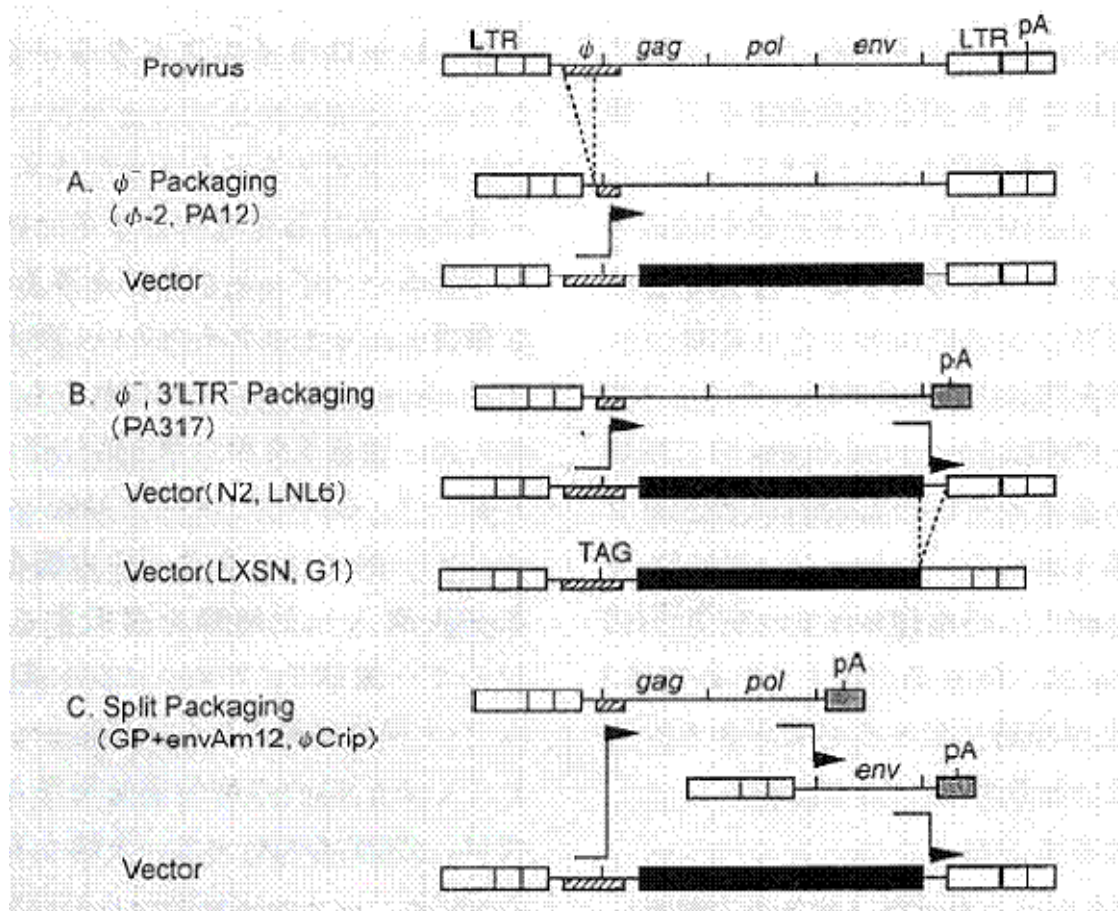 LTR ϕ gag pol env LTR pA
Provirus
A. ϕ⁻ Packaging
(ϕ-2, PA12)
Vector
pA
B. ϕ⁻, 3'LTR⁻ Packaging
(PA317)
Vector(N2, LNL6)
TAG
Vector(LXSN, G1)
gag pol pA
C. Split Packaging
(GP+envAm12, ϕCrip)
env pA
Vector